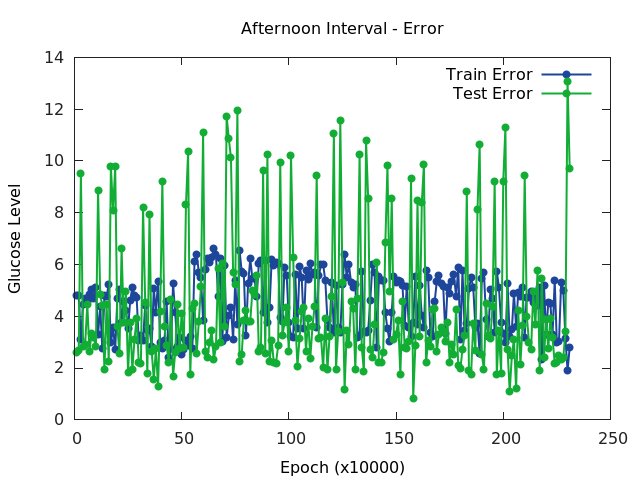 Afternoon Interval - Error
14
12
10
8
6
4
2
0
Glucose Level
Train Error
Test Error
0
50
100
150
200
250
Epoch (x10000)